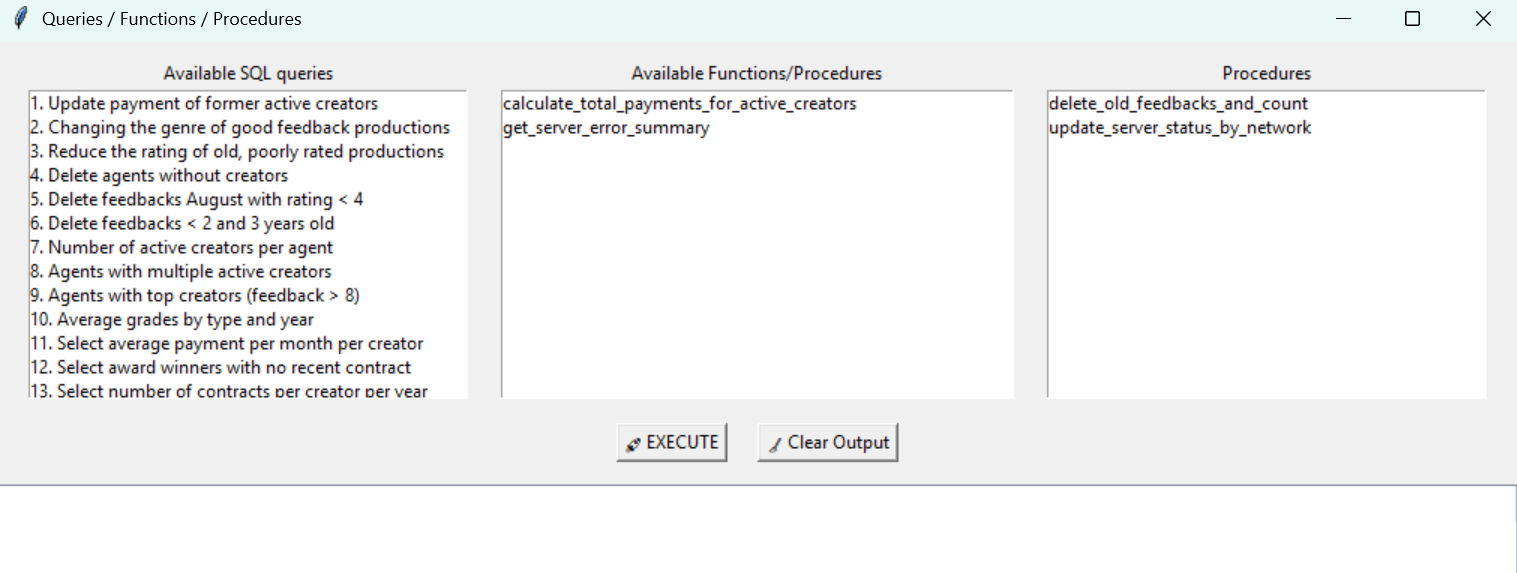 Queries / Functions / Procedures
Available SQL queries
1. Update payment of former active creators
2. Changing the genre of good feedback productions
3. Reduce the rating of old, poorly rated productions
4. Delete agents without creators
5. Delete feedbacks August with rating < 4
6. Delete feedbacks < 2 and 3 years old
7. Number of active creators per agent
8. Agents with multiple active creators
9. Agents with top creators (feedback > 8)
10. Average grades by type and year
11. Select average payment per month per creator
12. Select award winners with no recent contract
13. Select number of contracts per creator per year
Available Functions/Procedures
calculate_total_payments_for_active_creators
get_server_error_summary
Procedures
delete_old_feedbacks_and_count
update_server_status_by_network
EXECUTE
Clear Output